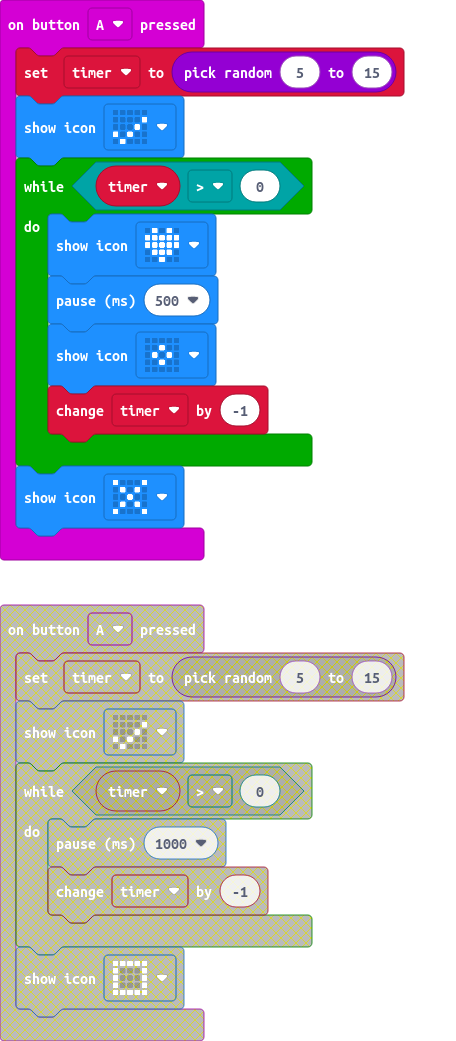 on button A pressed
set timer to pick random 5 to 15
show icon
while timer > 0
do
show icon
pause (ms) 500
show icon
change timer by -1
show icon
on button A pressed
set timer to pick random 5 to 15
show icon
while timer > 0
do
pause (ms) 1000
change timer by -1
show icon